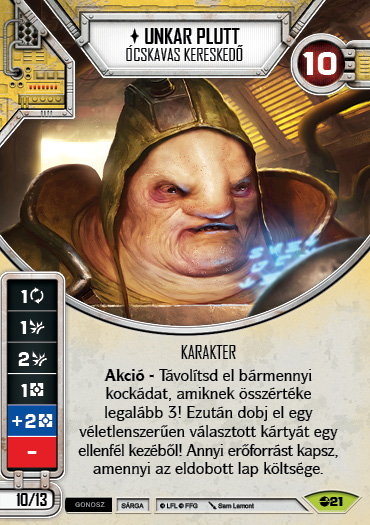 UNKAR PLUTT
ÓCSKAVAS KERESKEDŐ
10
1
1
2
1
+2
-
KARAKTER
Akció - Távolítsd el bármennyi
kockádat, amiknek összértéke
legalább 3! Ezután dobj el egy
véletlenszerűen választott kártyát egy
ellenfél kezéből! Annyi erőforrást kapsz,
amennyi az eldobott lap költsége.
10/13
GONOSZ
SÁRGA
© LFL © FFG
Sam Lamont
21